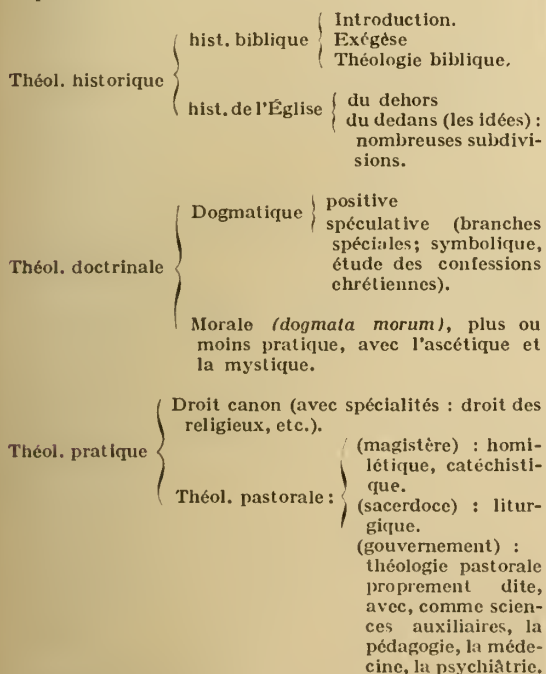 Théol. historique
hist. biblique
Introduction.
Exégèse
Théologie biblique.
hist. de l'Église
du dehors
du dedans (les idées) :
nombreuses subdivi-
sions.
Théol. doctrinale
Dogmatique
positive
spéculative (branches
spéciales; symbolique,
étude des confessions
chrétiennes).
Morale (dogmata morum), plus ou
moins pratique, avec l'ascétique et
la mystique.
Théol. pratique
Droit canon (avec spécialités : droit des
religieux, etc.).
Théol. pastorale :
(magistère) : homi-
létique, catéchisti-
que.
(sacerdoce) : litur-
gique.
(gouvernement) :
théologie pastorale
proprement dite,
avec, comme scien-
ces auxiliaires, la
pédagogie, la méde-
cine, la psychiâtrie.